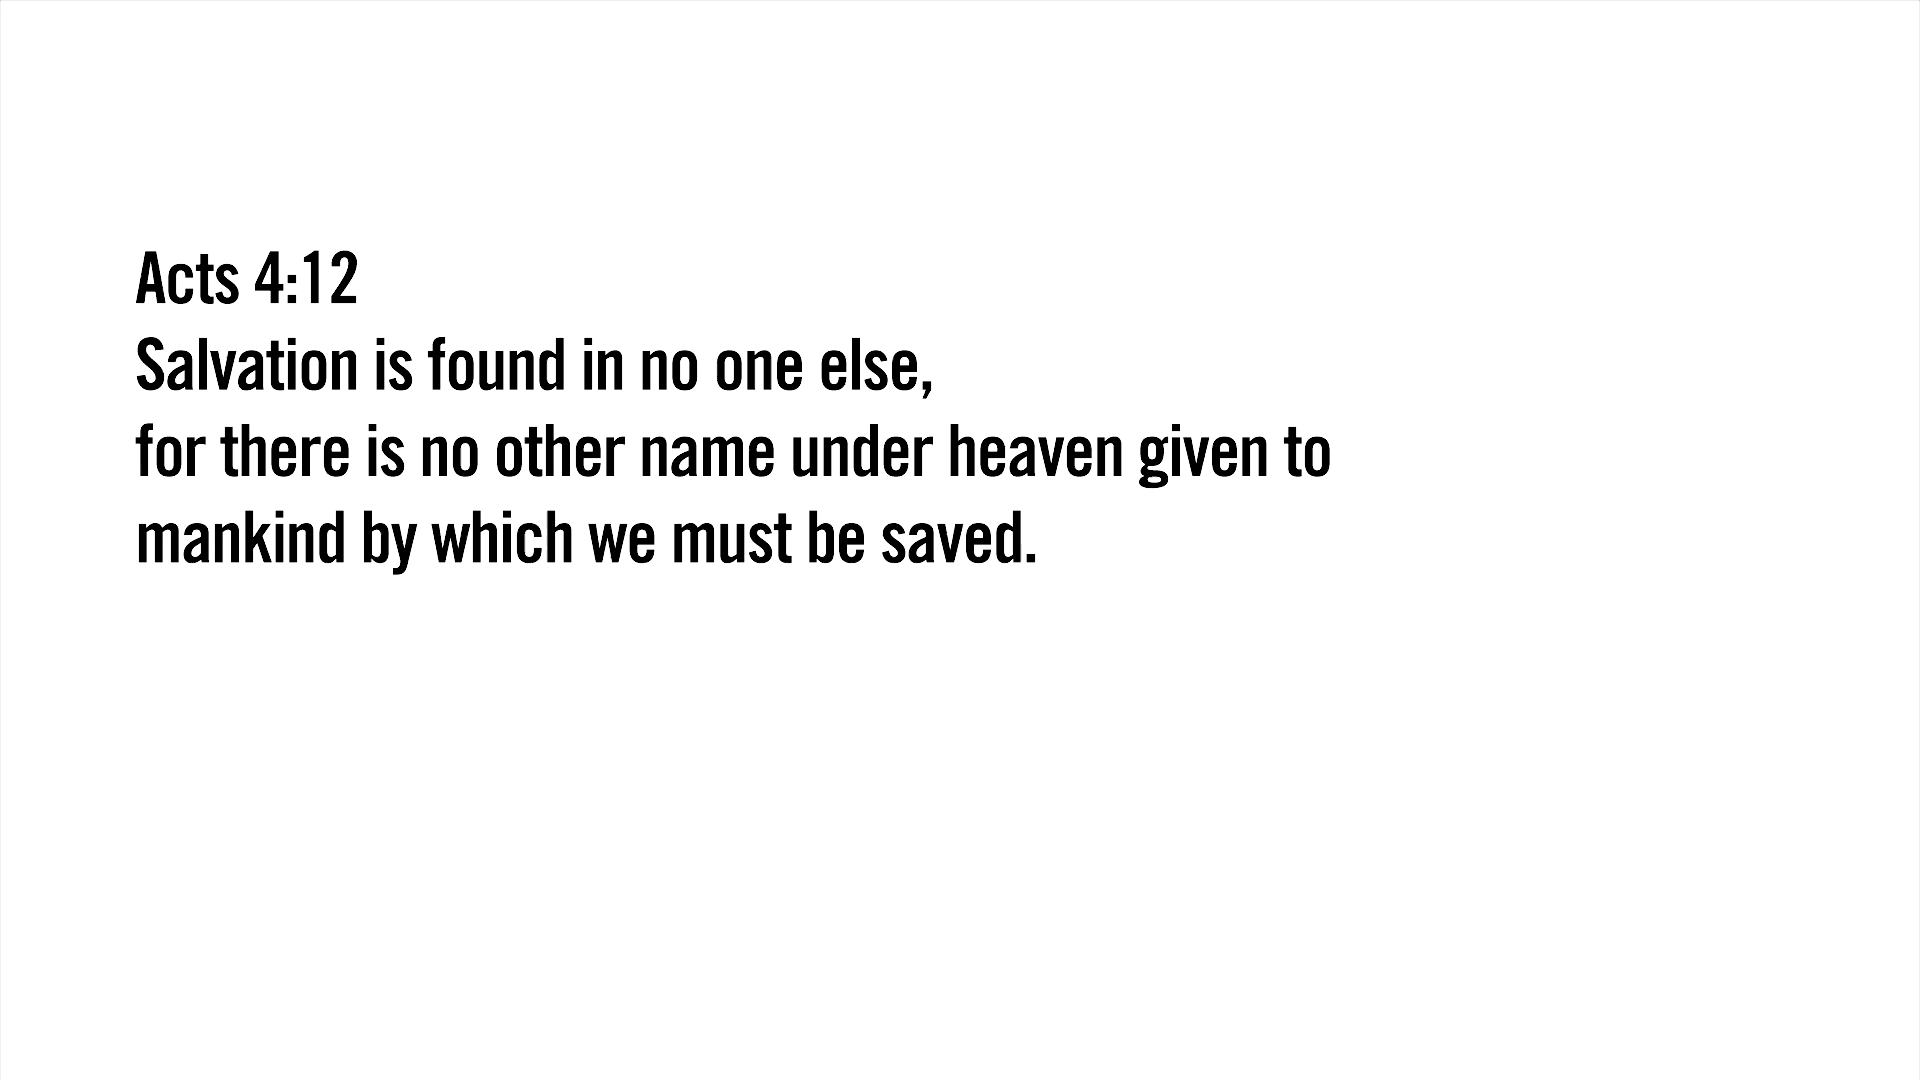 Acts 4:12
Salvation is found in no one else,
for there is no other name under heaven given to
mankind by which we must be saved.